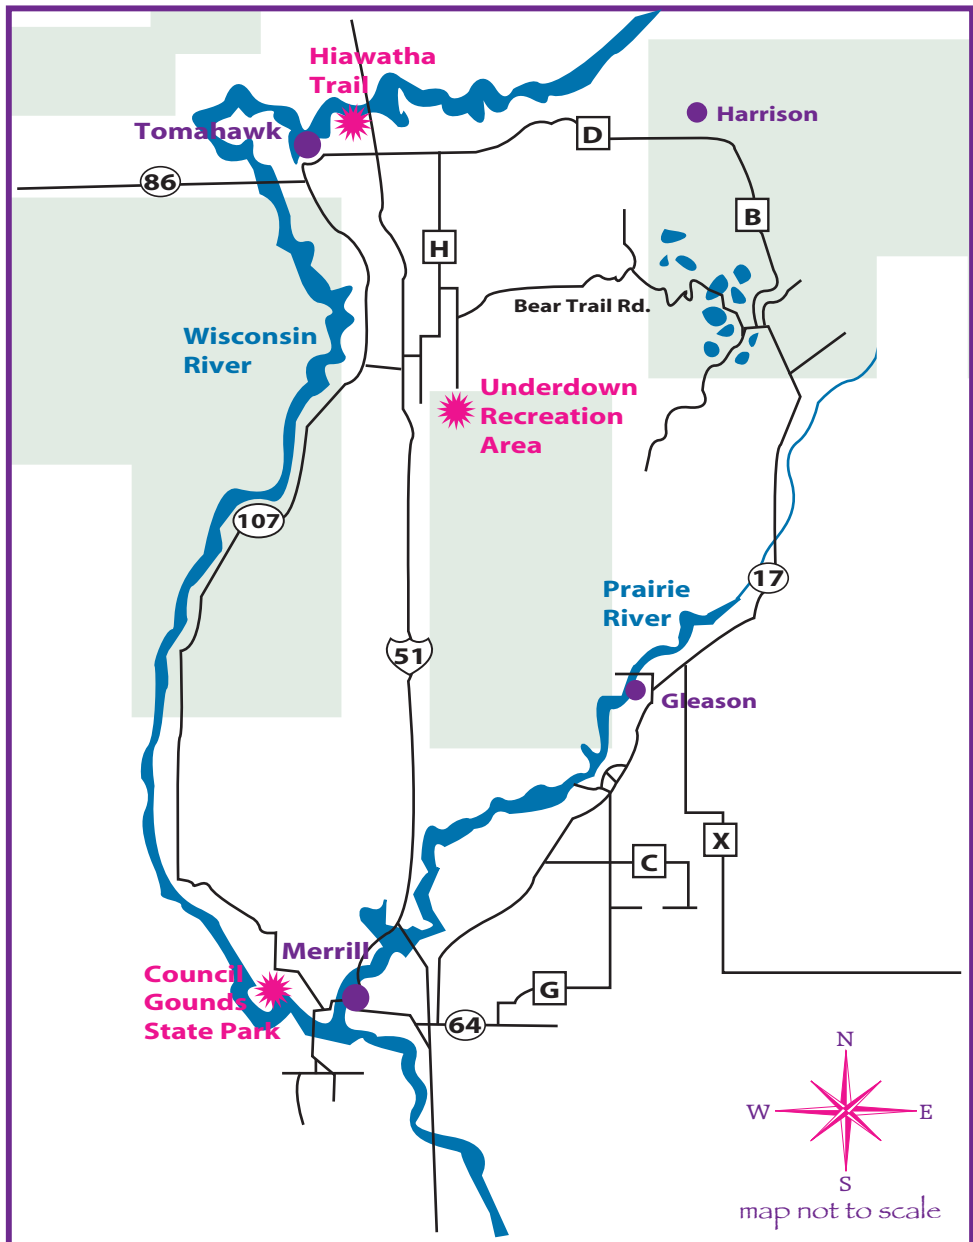 Hiawatha
Trail
Harrison
Tomahawk
D
86
B
H
Bear Trail Rd.
Wisconsin
River
Underdown
Recreation
Area
107
17
Prairie
River
51
Gleason
X
C
Merrill
Council
Gounds
State Park
G
64
N
W
E
S
map not to scale